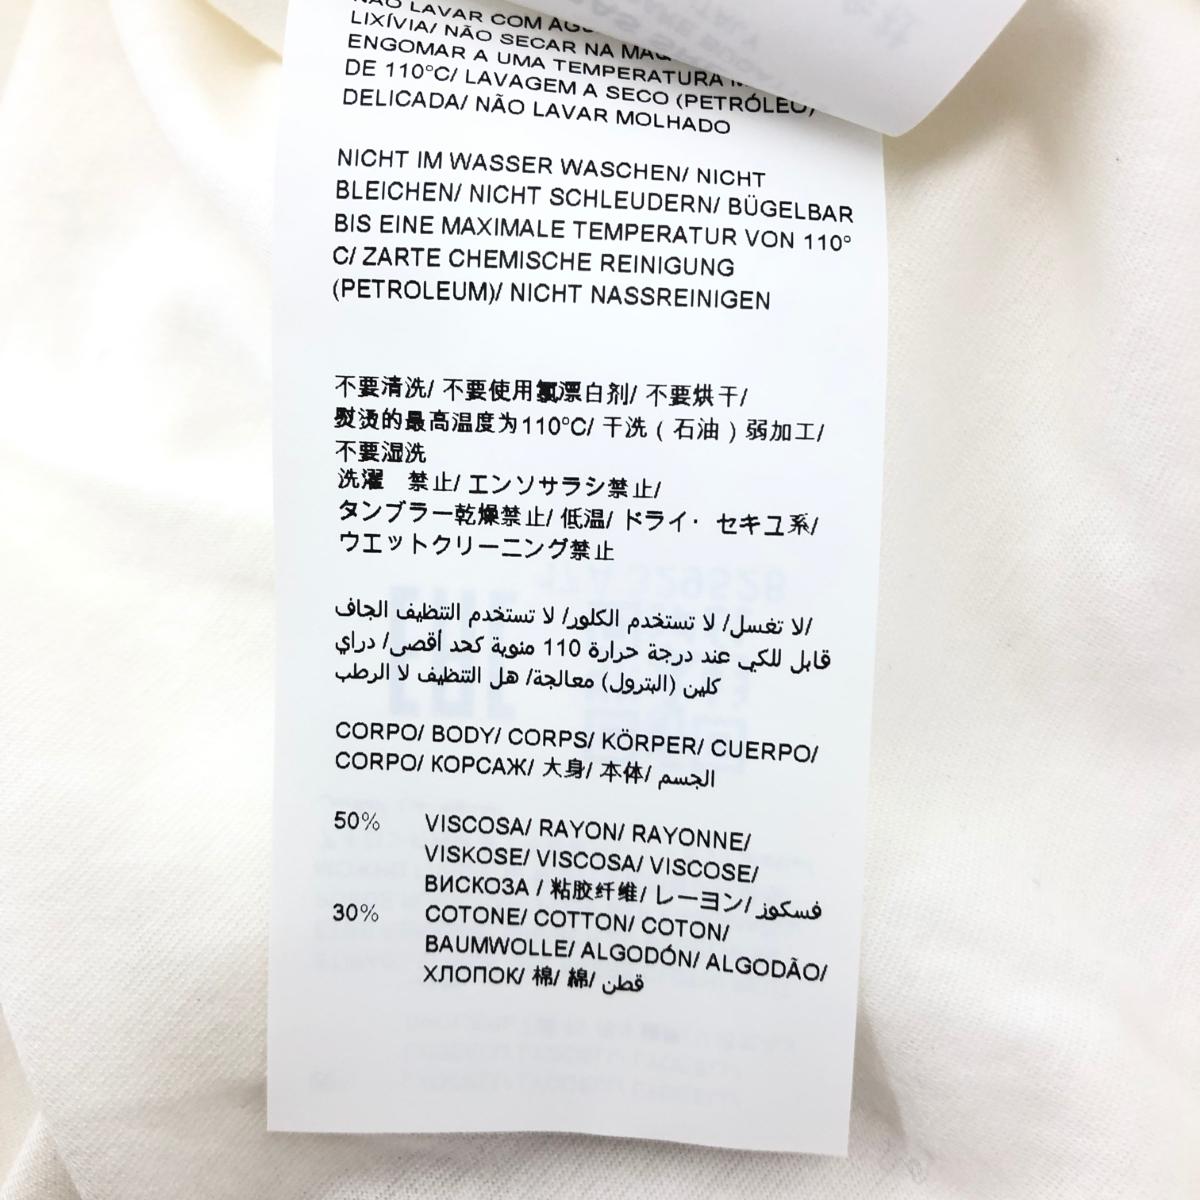 NÃO LAVAR COM
LIXÍVIA/ NÃO SECAR NA
ENGOMAR A UMA TEMPERATURA
DE 110°C/ LAVAGEM A SECO (PETRÓLEO)
DELICADA/ NÃO LAVAR MOLHADO
NICHT IM WASSER WASCHEN/ NICHT
BLEICHEN/ NICHT SCHLEUDERN/ BÜGELBAR
BIS EINE MAXIMALE TEMPERATUR VON 110°
C/ ZARTE CHEMISCHE REINIGUNG
(PETROLEUM)/ NICHT NASSREINIGEN
不要清洗/ 不要使用氯漂白剂/ 不要烘干/
熨烫的最高温度为110°C/ 干洗 ( 石油 ) 弱加工/
不要湿洗
洗濯　禁止/ エンソサラシ禁止/
タンブラー乾燥禁止/ 低温/ ドライ・ セキユ系/
ウエットクリーニング禁止
لا تغسل/ لا تستخدم الكلور/ لا تستخدم التنظيف الجاف/
قابل للكي عند درجة حرارة 110 مئوية كحد أقصى/ دراي
كلين (البترول) معالجة/ هل التنظيف لا الرطب
CORPO/ BODY/ CORPS/ KÖRPER/ CUERPO/
CORPO/ КОРСАЖ/ 大身/ 本体/ الجسم
50% VISCOSA/ RAYON/ RAYONNE/
VISKOSE/ VISCOSA/ VISCOSE/
ВИСКОЗА / 粘胶纤维/ レーヨン/ فسكوز
30% COTONE/ COTTON/ COTON/
BAUMWOLLE/ ALGODÓN/ ALGODÃO/
ХЛОПОК/ 棉/ 綿/ قطن